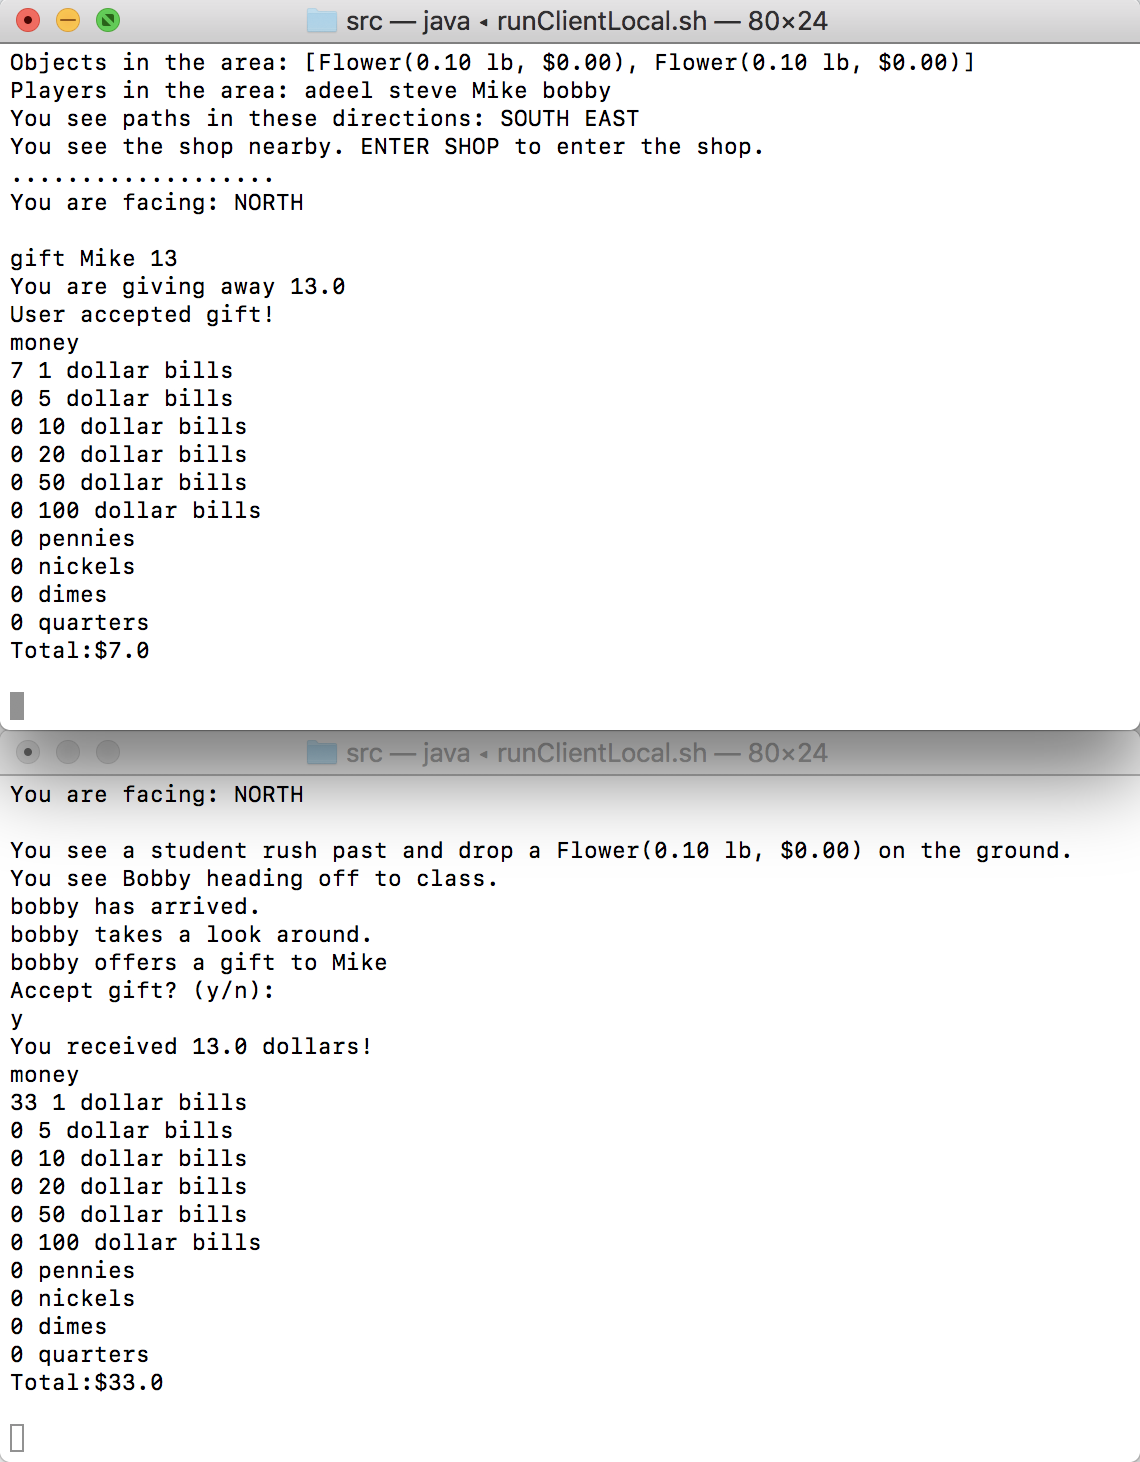 src — java ◂ runClientLocal.sh — 80×24
Objects in the area: [Flower(0.10 lb, $0.00), Flower(0.10 lb, $0.00)]
Players in the area: adeel steve Mike bobby
You see paths in these directions: SOUTH EAST
You see the shop nearby. ENTER SHOP to enter the shop.
...................
You are facing: NORTH
gift Mike 13
You are giving away 13.0
User accepted gift!
money
7 1 dollar bills
0 5 dollar bills
0 10 dollar bills
0 20 dollar bills
0 50 dollar bills
0 100 dollar bills
0 pennies
0 nickels
0 dimes
0 quarters
Total:$7.0
src — java ◂ runClientLocal.sh — 80×24
You are facing: NORTH
You see a student rush past and drop a Flower(0.10 lb, $0.00) on the ground.
You see Bobby heading off to class.
bobby has arrived.
bobby takes a look around.
bobby offers a gift to Mike
Accept gift? (y/n):
y
You received 13.0 dollars!
money
33 1 dollar bills
0 5 dollar bills
0 10 dollar bills
0 20 dollar bills
0 50 dollar bills
0 100 dollar bills
0 pennies
0 nickels
0 dimes
0 quarters
Total:$33.0